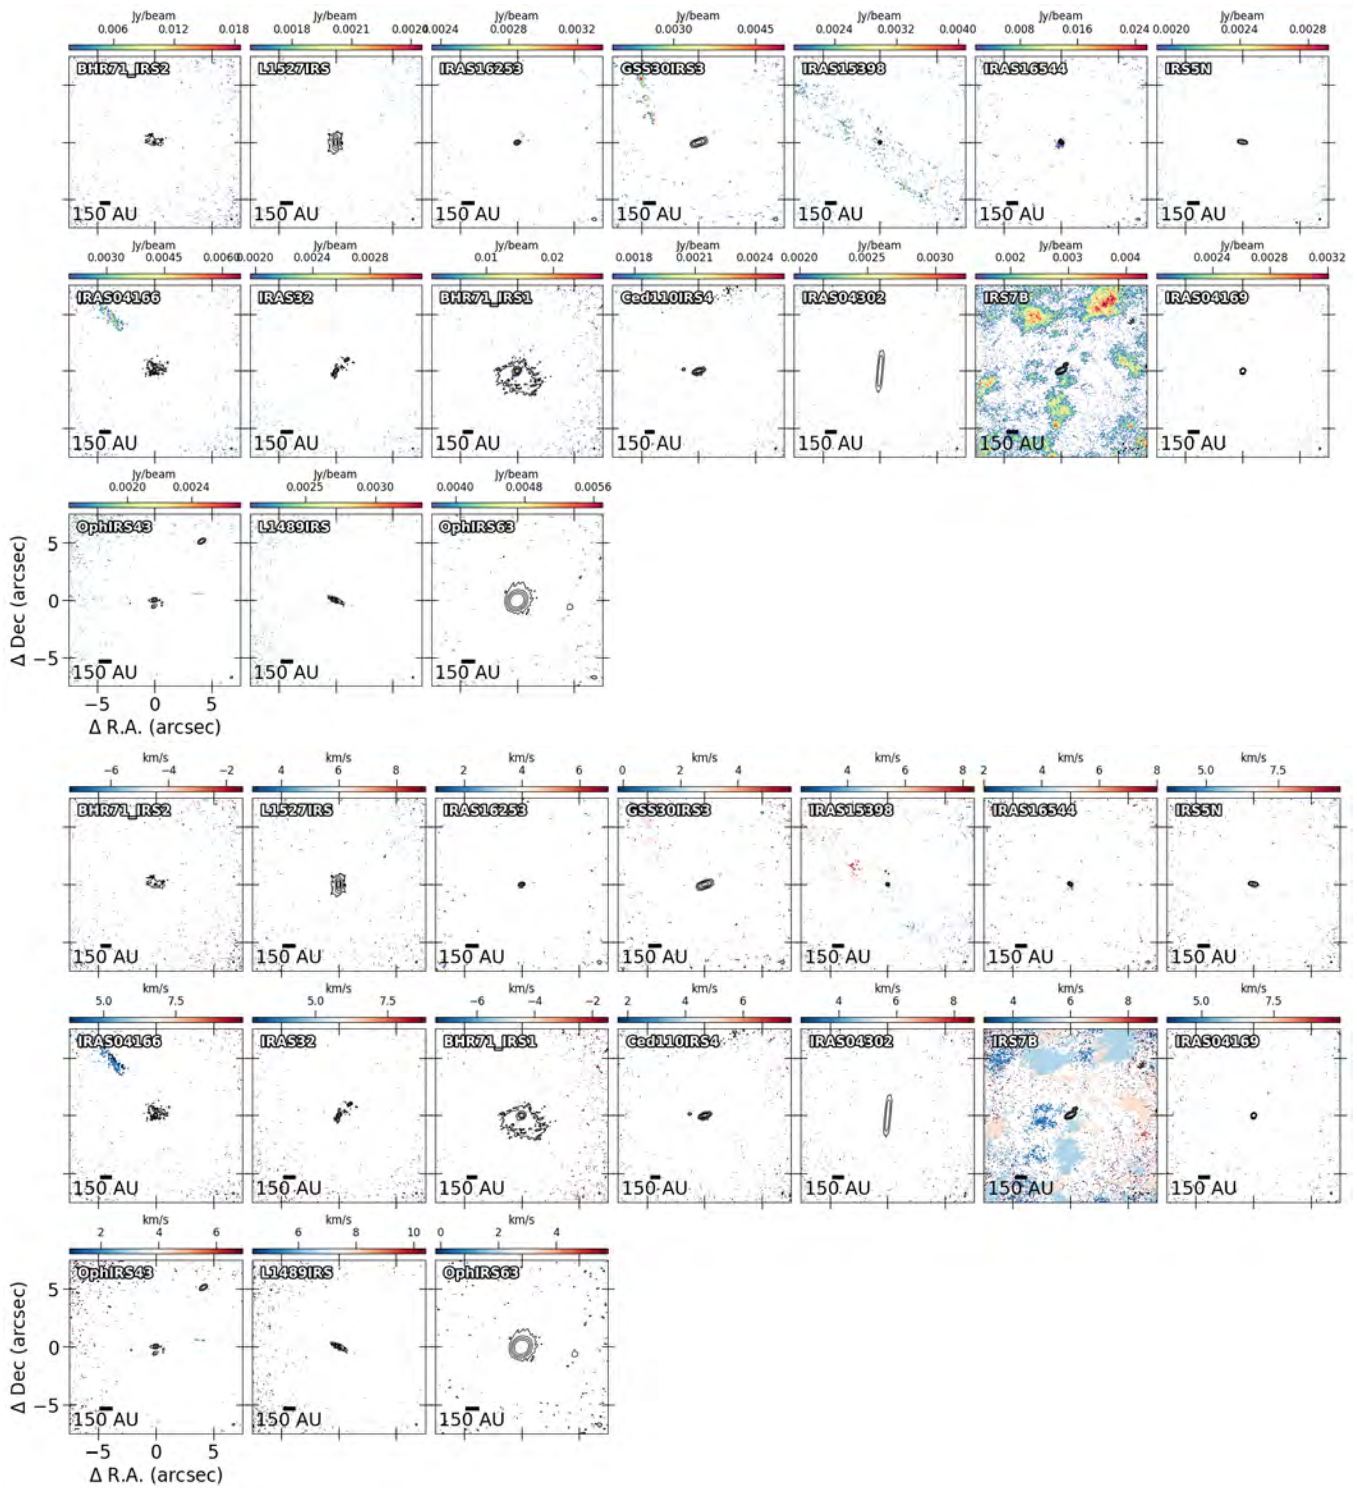 Jy/beam Jy/beam Jy/beam Jy/beam Jy/beam Jy/beam Jy/beam
0.006 0.012 0.018 0.0018 0.0021 0.0024 0.0024 0.0028 0.0032 0.0030 0.0045 0.0024 0.0032 0.0040 0.008 0.016 0.024 0.0020 0.0024 0.0028
BHR71_IRS2 L1527IRS IRAS16253 GSS30IRS3 IRAS15398 IRAS16544 IRS5N
150 AU 150 AU 150 AU 150 AU 150 AU 150 AU 150 AU
Jy/beam Jy/beam Jy/beam Jy/beam Jy/beam Jy/beam Jy/beam
0.0030 0.0045 0.0060 0.0020 0.0024 0.0028 0.01 0.02 0.0018 0.0021 0.0024 0.0020 0.0025 0.0030 0.002 0.003 0.004 0.0024 0.0028 0.0032
IRAS04166 IRAS32 BHR71_IRS1 Ced110IRS4 IRAS04302 IRS7B IRAS04169
150 AU 150 AU 150 AU 150 AU 150 AU 150 AU 150 AU
Jy/beam Jy/beam Jy/beam
0.0020 0.0024 0.0025 0.0030 0.0040 0.0048 0.0056
OphIRS43 L1489IRS OphIRS63
5
0
−5
Δ Dec (arcsec)
150 AU 150 AU 150 AU
−5 0 5
Δ R.A. (arcsec)
km/s km/s km/s km/s km/s km/s km/s
−6 −4 −2 4 6 8 2 4 6 0 2 4 4 6 8 2 4 6 8 5.0 7.5
BHR71_IRS2 L1527IRS IRAS16253 GSS30IRS3 IRAS15398 IRAS16544 IRS5N
150 AU 150 AU 150 AU 150 AU 150 AU 150 AU 150 AU
km/s km/s km/s km/s km/s km/s km/s
5.0 7.5 5.0 7.5 −6 −4 −2 2 4 6 4 6 8 4 6 8 5.0 7.5
IRAS04166 IRAS32 BHR71_IRS1 Ced110IRS4 IRAS04302 IRS7B IRAS04169
150 AU 150 AU 150 AU 150 AU 150 AU 150 AU 150 AU
km/s km/s km/s
2 4 6 6 8 10 0 2 4
OphIRS43 L1489IRS OphIRS63
5
0
−5
Δ Dec (arcsec)
150 AU 150 AU 150 AU
−5 0 5
Δ R.A. (arcsec)